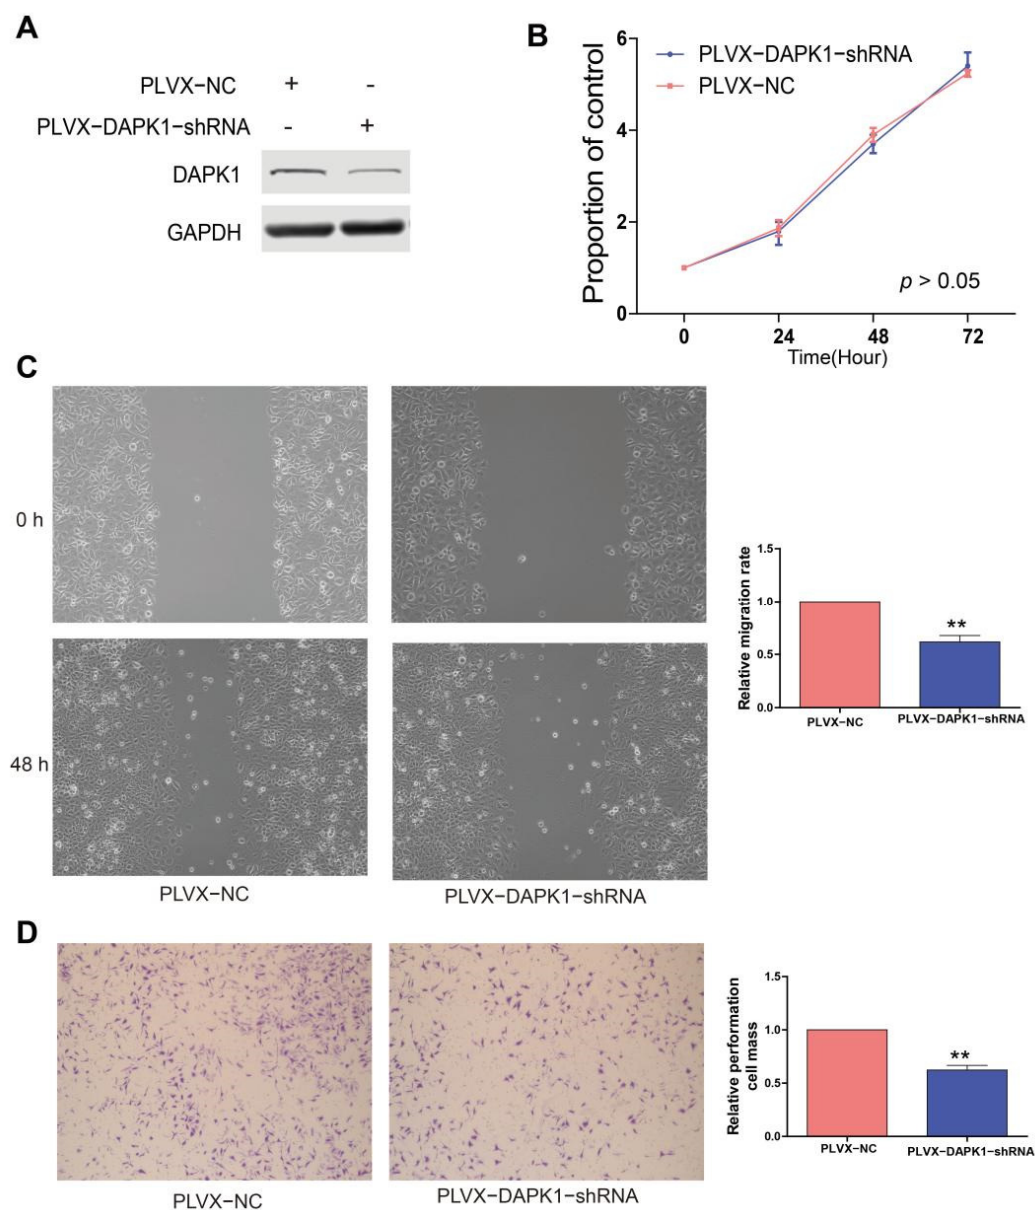 A
PLVX−NC + -
PLVX−DAPK1−shRNA - +
DAPK1
GAPDH
B
Proportion of control
6
4
2
0
PLVX−DAPK1−shRNA
PLVX−NC
p > 0.05
0 24 48 72
Time(Hour)
C
0 h
48 h
PLVX−NC
PLVX−DAPK1−shRNA
Relative migration rate
1.5
1.0
0.5
0.0
**
PLVX−NC
PLVX−DAPK1−shRNA
D
PLVX−NC
PLVX−DAPK1−shRNA
Relative performation
cell mass
1.5
1.0
0.5
0.0
**
PLVX−NC
PLVX−DAPK1−shRNA